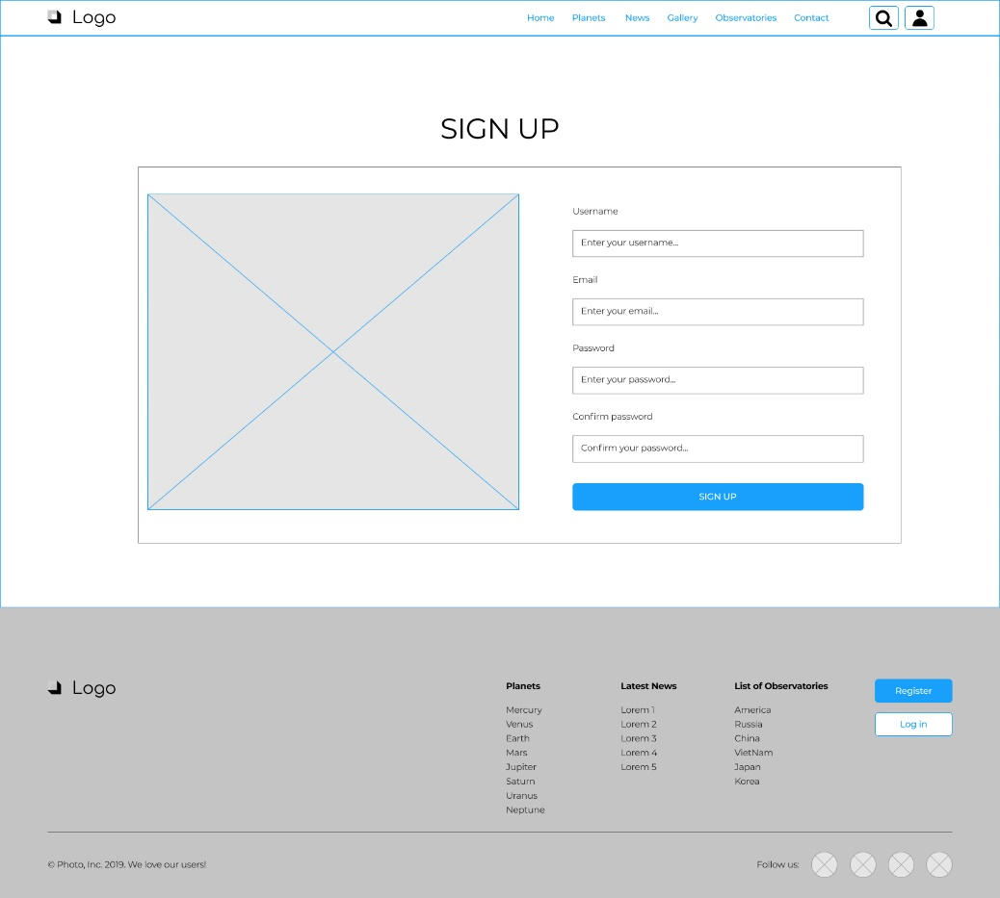 Logo
Home Planets News Gallery Observatories Contact
SIGN UP
Username
Enter your username...
Email
Enter your email...
Password
Enter your password...
Confirm password
Confirm your password...
SIGN UP
Logo
Planets
Mercury
Venus
Earth
Mars
Jupiter
Saturn
Uranus
Neptune
Latest News
Lorem 1
Lorem 2
Lorem 3
Lorem 4
Lorem 5
List of Observatories
America
Russia
China
VietNam
Japan
Korea
Register
Log in
© Photo, Inc. 2019. We love our users!
Follow us: